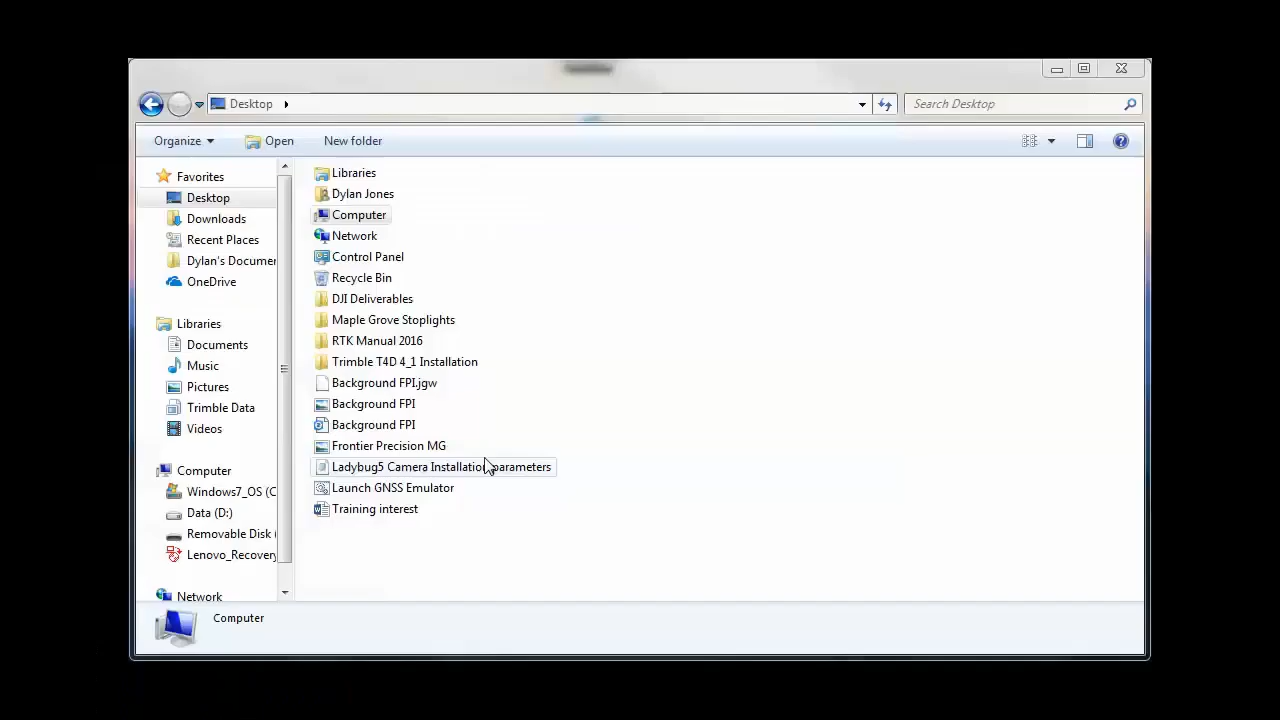 Desktop
Search Desktop
Organize Open New folder
Favorites
Desktop
Downloads
Recent Places
Dylan's Documer
OneDrive
Libraries
Documents
Music
Pictures
Trimble Data
Videos
Computer
Windows7_OS (C
Data (D:)
Removable Disk (
Lenovo_Recovery
Network
Libraries
Dylan Jones
Computer
Network
Control Panel
Recycle Bin
DJI Deliverables
Maple Grove Stoplights
RTK Manual 2016
Trimble T4D 4_1 Installation
Background FPI.jgw
Background FPI
Background FPI
Frontier Precision MG
Ladybug5 Camera Installation parameters
Launch GNSS Emulator
Training interest
Computer